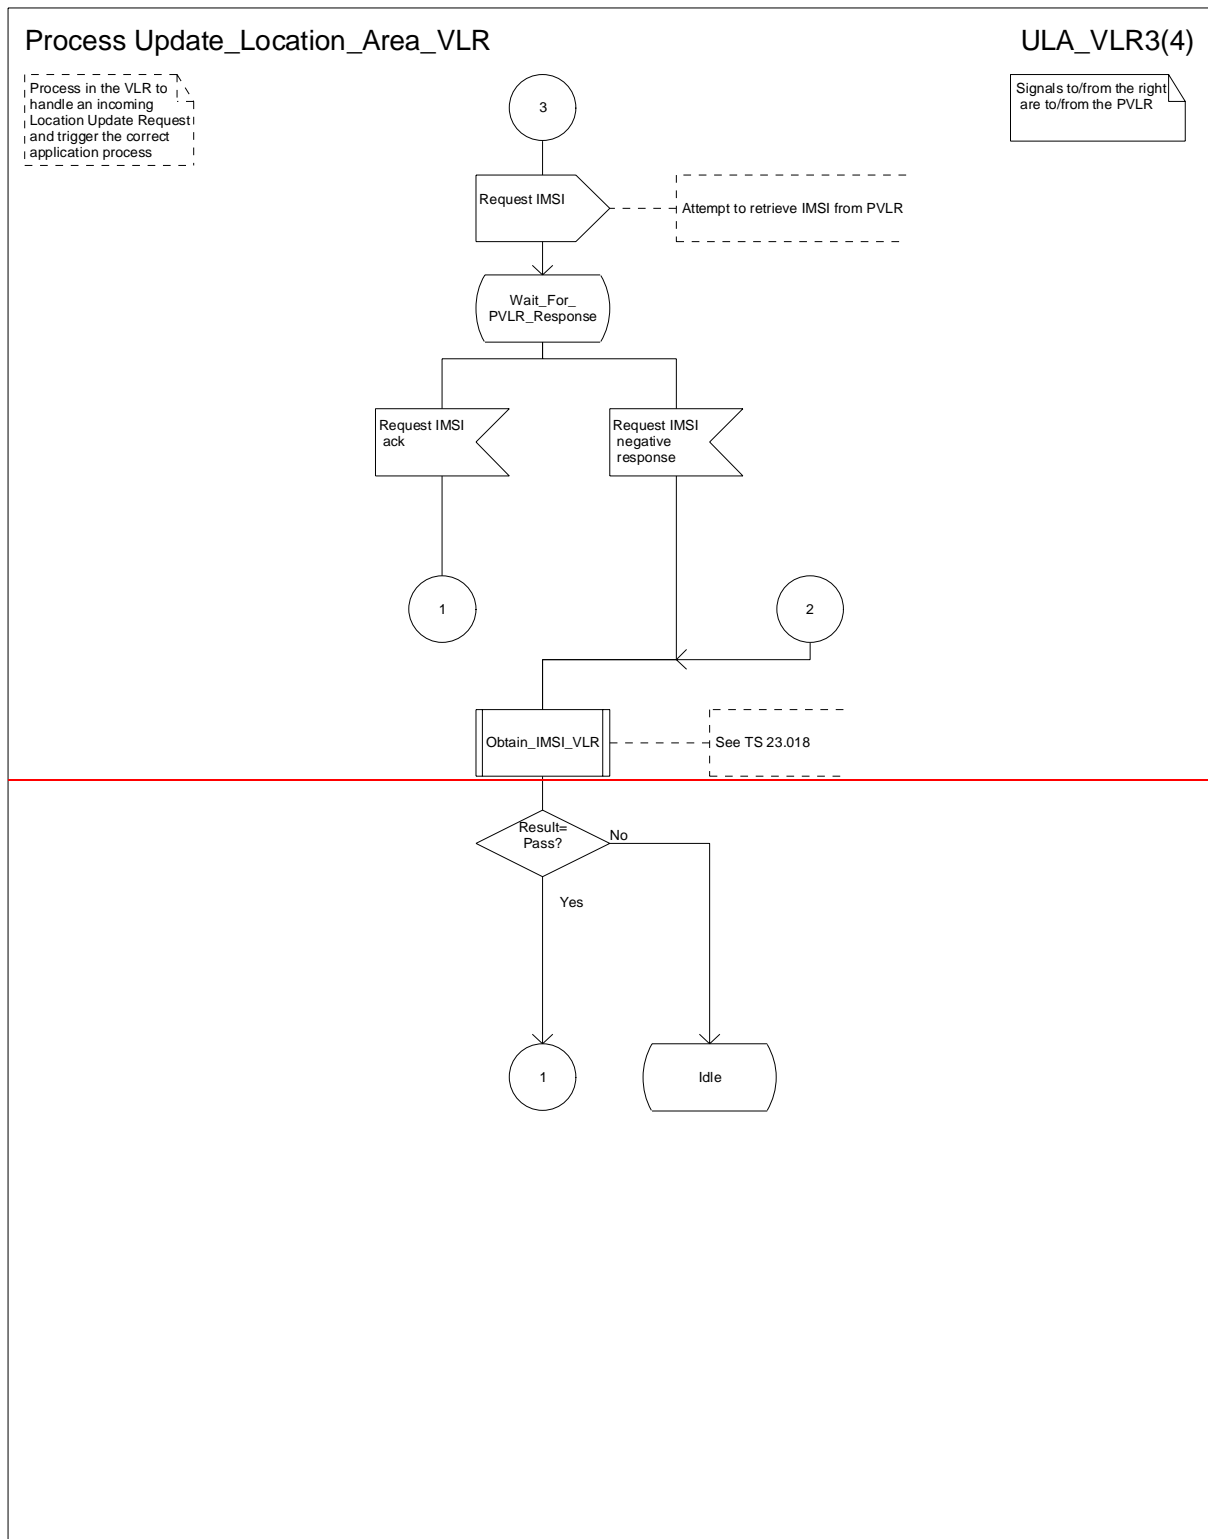 Process Update_Location_Area_VLR
ULA_VLR3(4)
Process in the VLR to
handle an incoming
Location Update Request
and trigger the correct
application process
Signals to/from the right
are to/from the PVLR
3
Request IMSI
Attempt to retrieve IMSI from PVLR
Wait_For_
PVLR_Response
Request IMSI
ack
Request IMSI
negative
response
1
2
Obtain_IMSI_VLR
See TS 23.018
Result=
Pass?
No
Yes
1
Idle